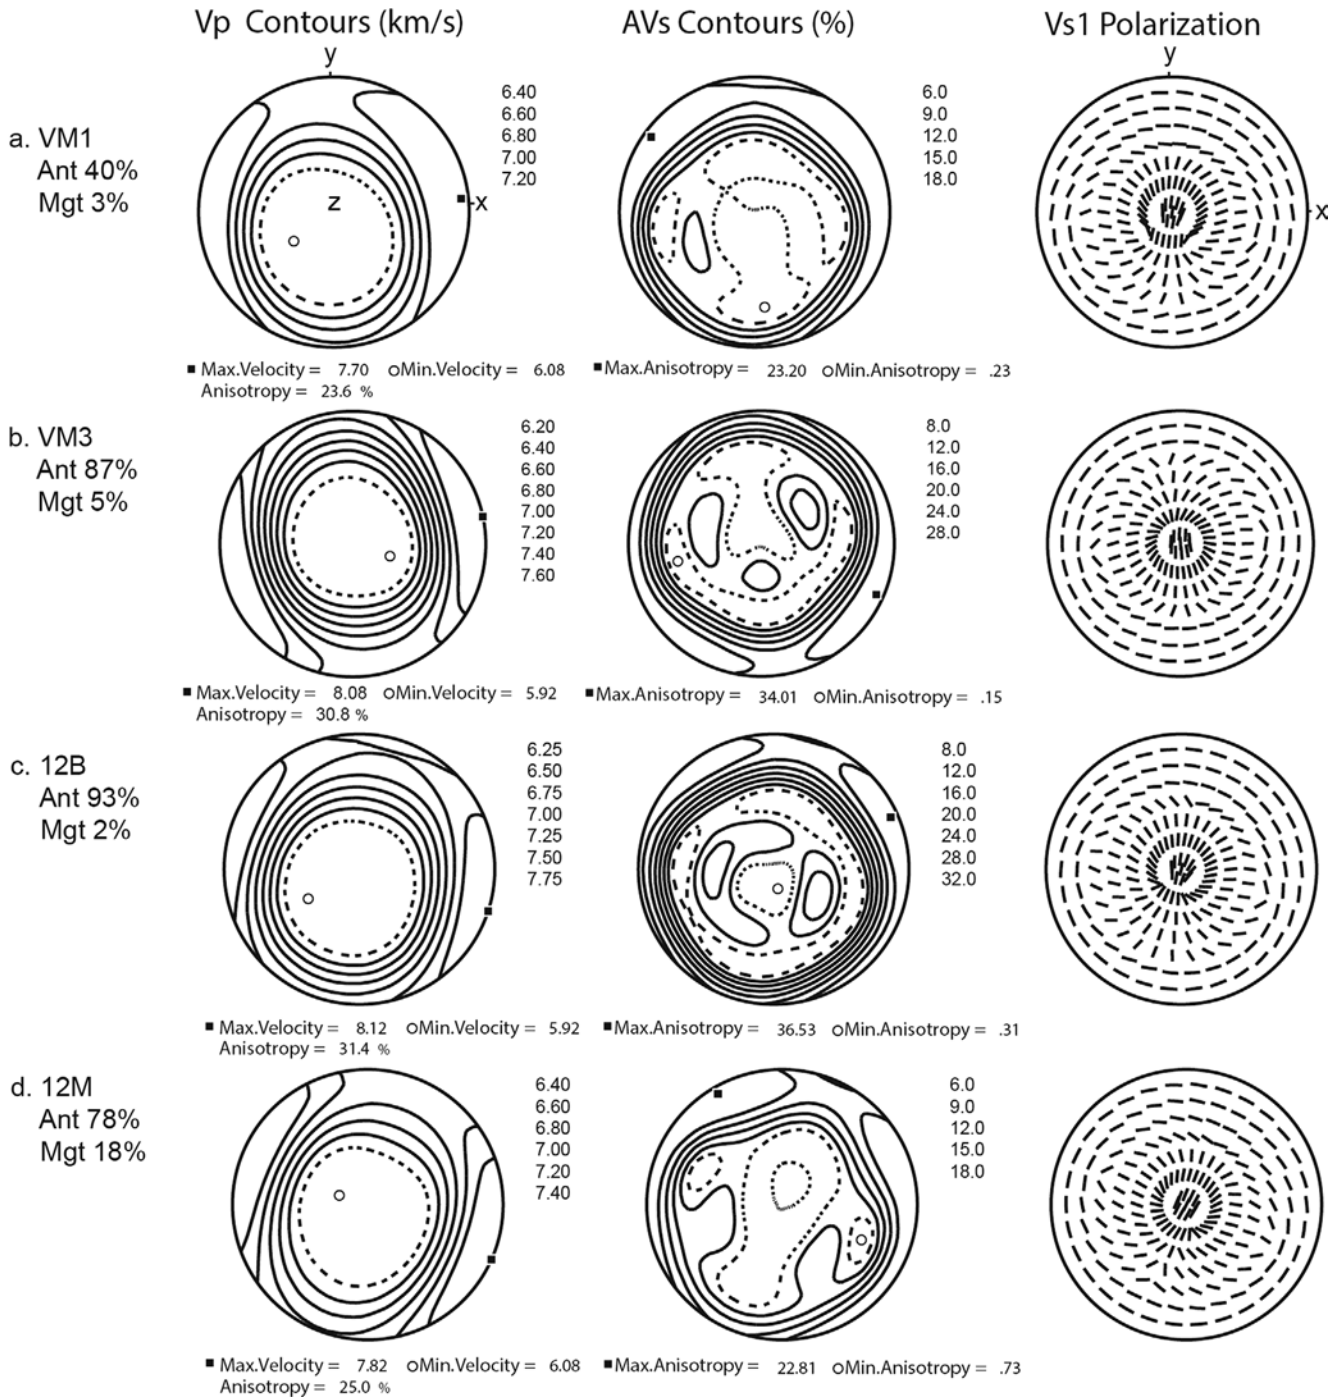 Vp Contours (km/s)
AVs Contours (%)
Vs1 Polarization
y
y
a. VM1
Ant 40%
Mgt 3%
z
x
x
6.40
6.60
6.80
7.00
7.20
6.0
9.0
12.0
15.0
18.0
Max.Velocity = 7.70 Min.Velocity = 6.08
Anisotropy = 23.6 %
Max.Anisotropy = 23.20 Min.Anisotropy = .23
b. VM3
Ant 87%
Mgt 5%
6.20
6.40
6.60
6.80
7.00
7.20
7.40
7.60
8.0
12.0
16.0
20.0
24.0
28.0
Max.Velocity = 8.08 Min.Velocity = 5.92
Anisotropy = 30.8 %
Max.Anisotropy = 34.01 Min.Anisotropy = .15
c. 12B
Ant 93%
Mgt 2%
6.25
6.50
6.75
7.00
7.25
7.50
7.75
8.0
12.0
16.0
20.0
24.0
28.0
32.0
Max.Velocity = 8.12 Min.Velocity = 5.92
Anisotropy = 31.4 %
Max.Anisotropy = 36.53 Min.Anisotropy = .31
d. 12M
Ant 78%
Mgt 18%
6.40
6.60
6.80
7.00
7.20
7.40
6.0
9.0
12.0
15.0
18.0
Max.Velocity = 7.82 Min.Velocity = 6.08
Anisotropy = 25.0 %
Max.Anisotropy = 22.81 Min.Anisotropy = .73